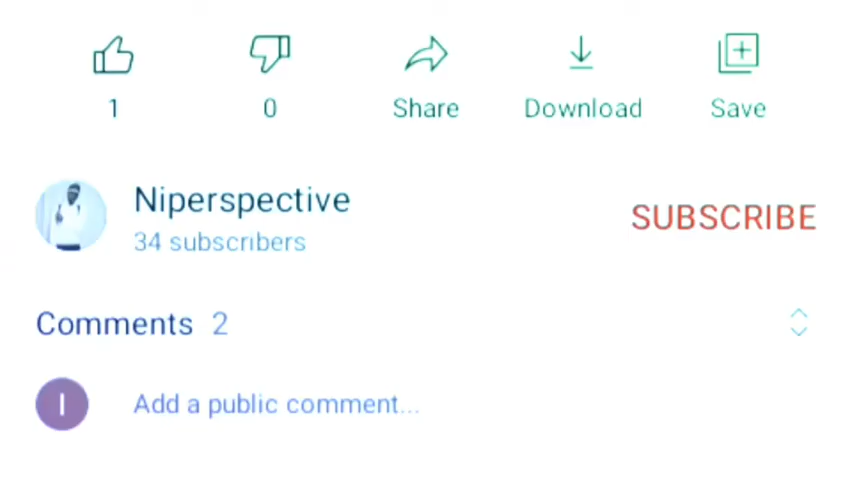 1 0 Share Download Save
Niperspective
34 subscribers
SUBSCRIBE
Comments 2
I Add a public comment...